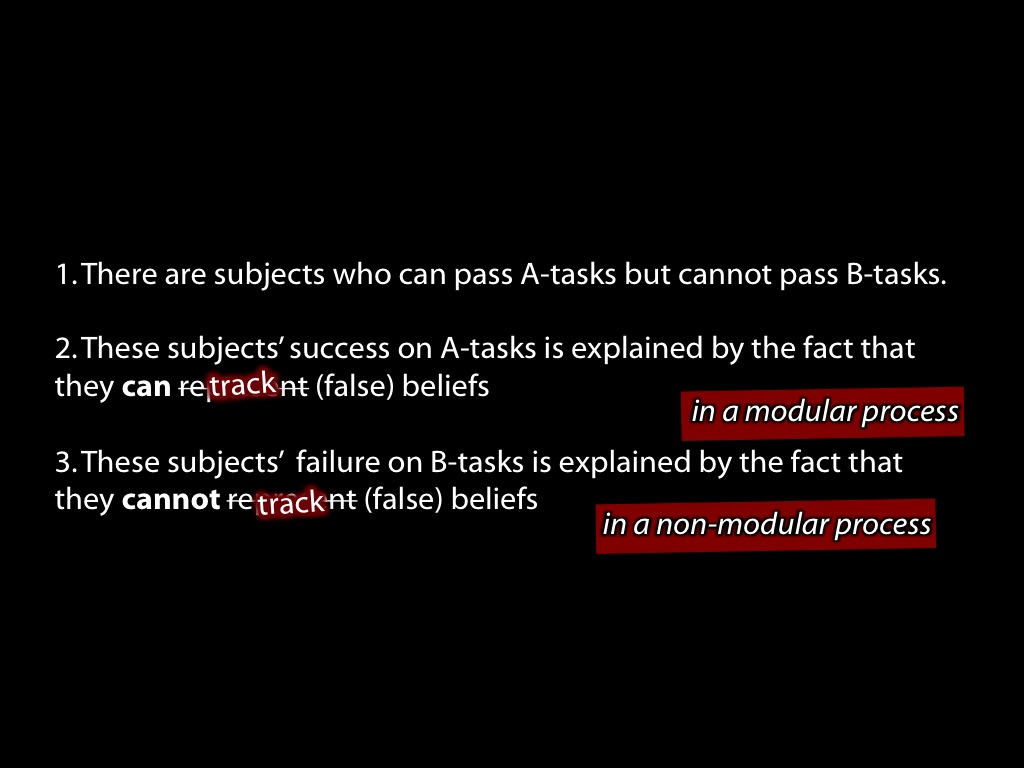 1. There are subjects who can pass A-tasks but cannot pass B-tasks.
2. These subjects’ success on A-tasks is explained by the fact that
they can re track nt (false) beliefs
in a modular process
3. These subjects’ failure on B-tasks is explained by the fact that
they cannot re track nt (false) beliefs
in a non-modular process